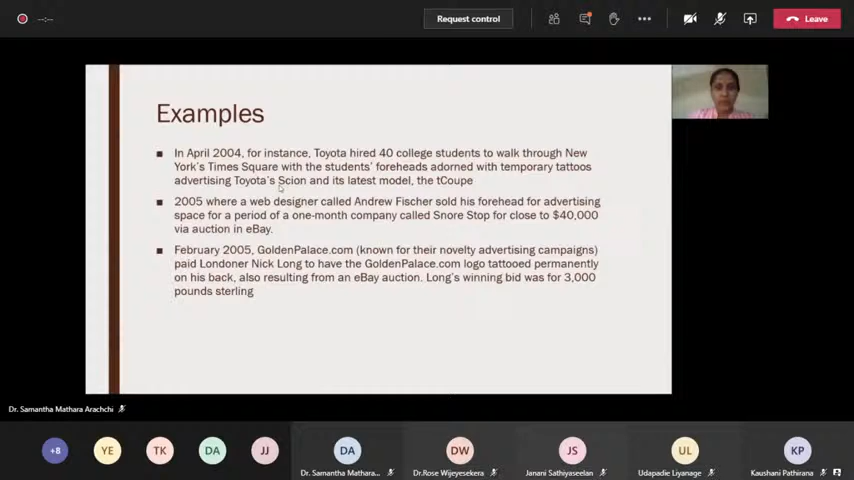 --:--
Request control
Leave
Examples
In April 2004, for instance, Toyota hired 40 college students to walk through New
York's Times Square with the students' foreheads adorned with temporary tattoos
advertising Toyota's Scion and its latest model, the tCoupe
2005 where a web designer called Andrew Fischer sold his forehead for advertising
space for a period of a one-month company called Snore Stop for close to $40,000
via auction in eBay.
February 2005, GoldenPalace.com (known for their novelty advertising campaigns)
paid Londoner Nick Long to have the GoldenPalace.com logo tattooed permanently
on his back, also resulting from an eBay auction. Long's winning bid was for 3,000
pounds sterling
Dr. Samantha Mathara Arachchi
+8 YE TK DA JJ DA DW JS UL KP
Dr. Samantha Mathara... Dr.Rose Wijeyesekera Janani Sathiyaseelan Udapadie Liyanage Kaushani Pathirana